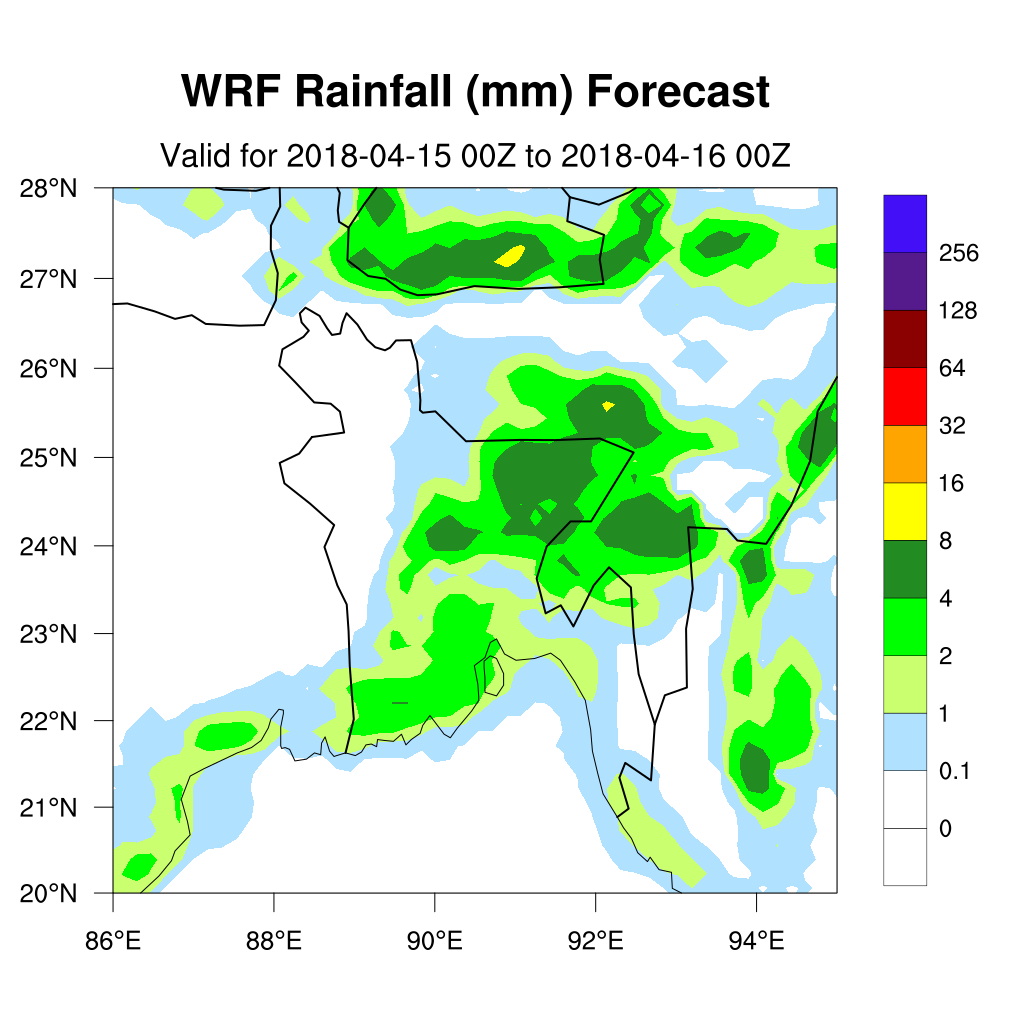 WRF Rainfall (mm) Forecast
Valid for 2018-04-15 00Z to 2018-04-16 00Z
28°N
27°N
26°N
25°N
24°N
23°N
22°N
21°N
20°N
86°E
88°E
90°E
92°E
94°E
256
128
64
32
16
8
4
2
1
0.1
0